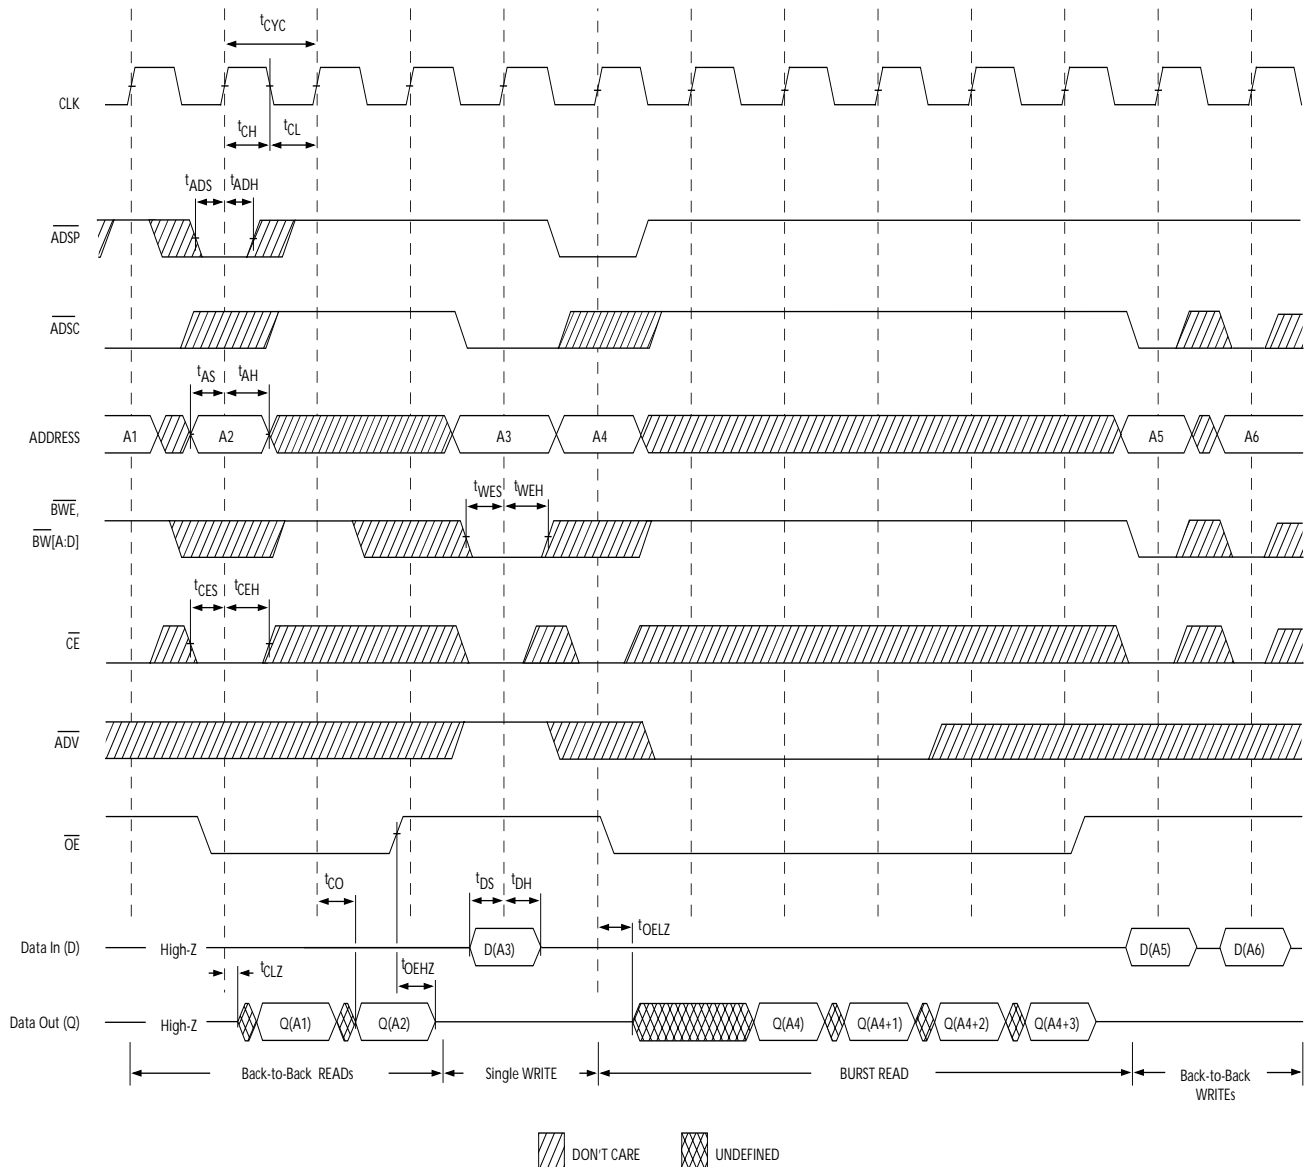 tCYC
CLK
tCH
tCL
tADS
tADH
ADSP
ADSC
tAS
tAH
ADDRESS
A1
A2
A3
A4
A5
A6
tWES
tWEH
BWE,
BW[A:D]
tCES
tCEH
CE
ADV
OE
tCO
tDS
tDH
tOELZ
Data In (D)
High-Z
D(A3)
D(A5)
D(A6)
tCLZ
tOEHZ
Data Out (Q)
High-Z
Q(A1)
Q(A2)
Q(A4)
Q(A4+1)
Q(A4+2)
Q(A4+3)
Back-to-Back READs
Single WRITE
BURST READ
Back-to-Back
WRITEs
DON'T CARE
UNDEFINED